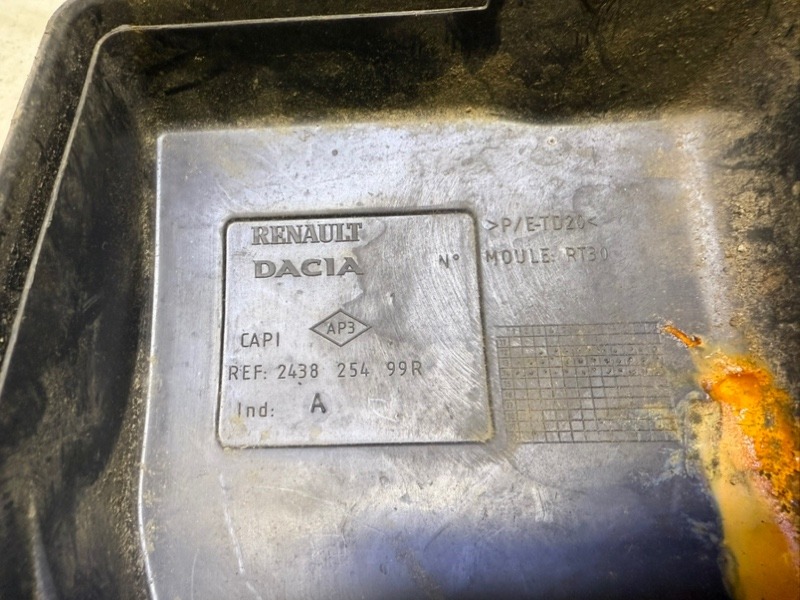 RENAULT
DACIA
N°
CAPI
AP3
REF: 2438 254 99R
Ind: A
>P/E-TD20<
MOULE: RT30